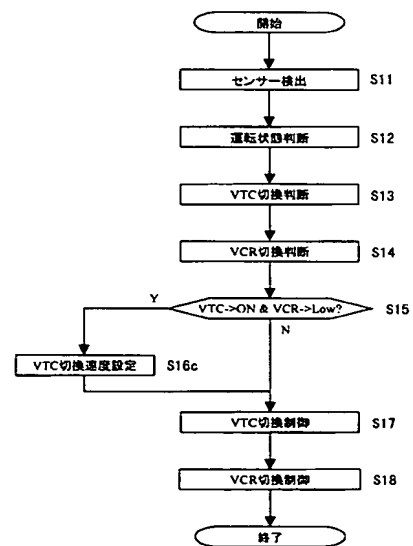 開始
センサー検出 S11
運転状態判断 S12
VTC切換判断 S13
VCR切換判断 S14
VTC->ON & VCR->Low? S15
Y
N
VTC切換速度設定 S16c
VTC切換制御 S17
VCR切換制御 S18
終了